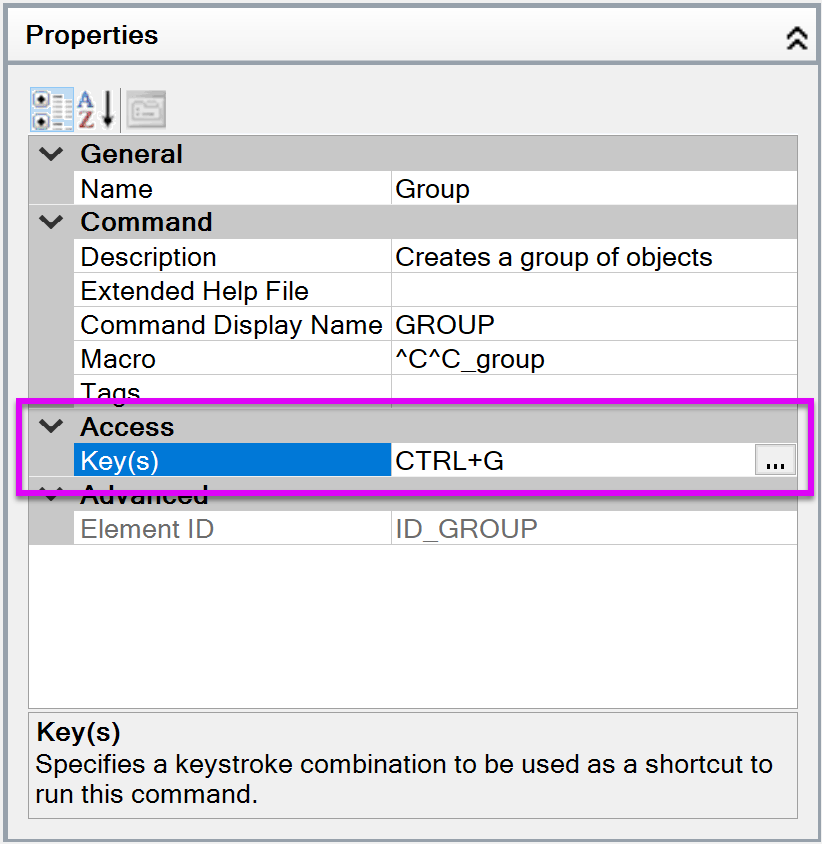 Properties
A
Z
General
Name Group
Command
Description Creates a group of objects
Extended Help File
Command Display Name GROUP
Macro ^C^C_group
Tags
Access
Key(s) CTRL+G ...
Advanced
Element ID ID_GROUP
Key(s)
Specifies a keystroke combination to be used as a shortcut to
run this command.